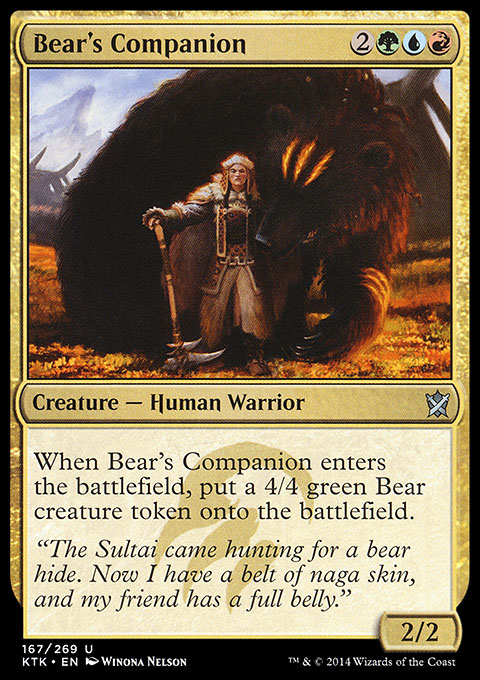 Bear's Companion 2
Creature — Human Warrior
When Bear's Companion enters
the battlefield, put a 4/4 green Bear
creature token onto the battlefield.
“The Sultai came hunting for a bear
hide. Now I have a belt of naga skin,
and my friend has a full belly.”
2/2
167/269 U
KTK • EN Winona Nelson
™ & © 2014 Wizards of the Coast